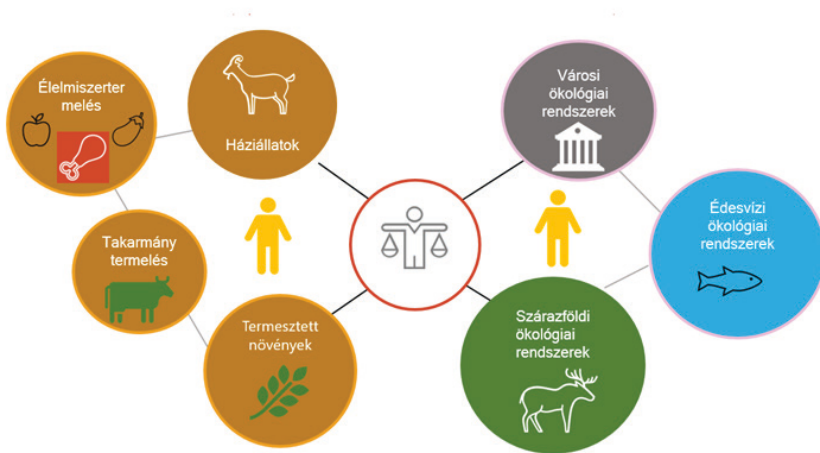 Élelmiszerter
melés
Háziállatok
Takarmány
termelés
Termesztett
növények
Városi
ökológiai
rendszerek
Édesvízi
ökológiai
rendszerek
Szárazföldi
ökológiai
rendszerek